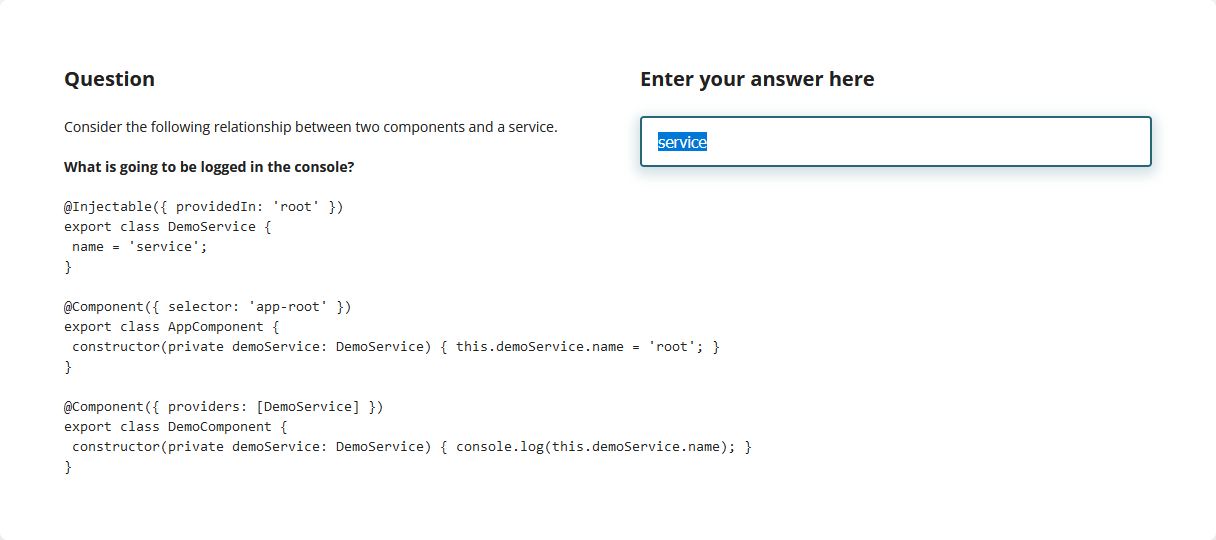 Question
Consider the following relationship between two components and a service.
What is going to be logged in the console?
@Injectable({ providedIn: 'root' })
export class DemoService {
 name = 'service';
}
@Component({ selector: 'app-root' })
export class AppComponent {
 constructor(private demoService: DemoService) { this.demoService.name = 'root'; }
}
@Component({ providers: [DemoService] })
export class DemoComponent {
 constructor(private demoService: DemoService) { console.log(this.demoService.name); }
}
Enter your answer here
service